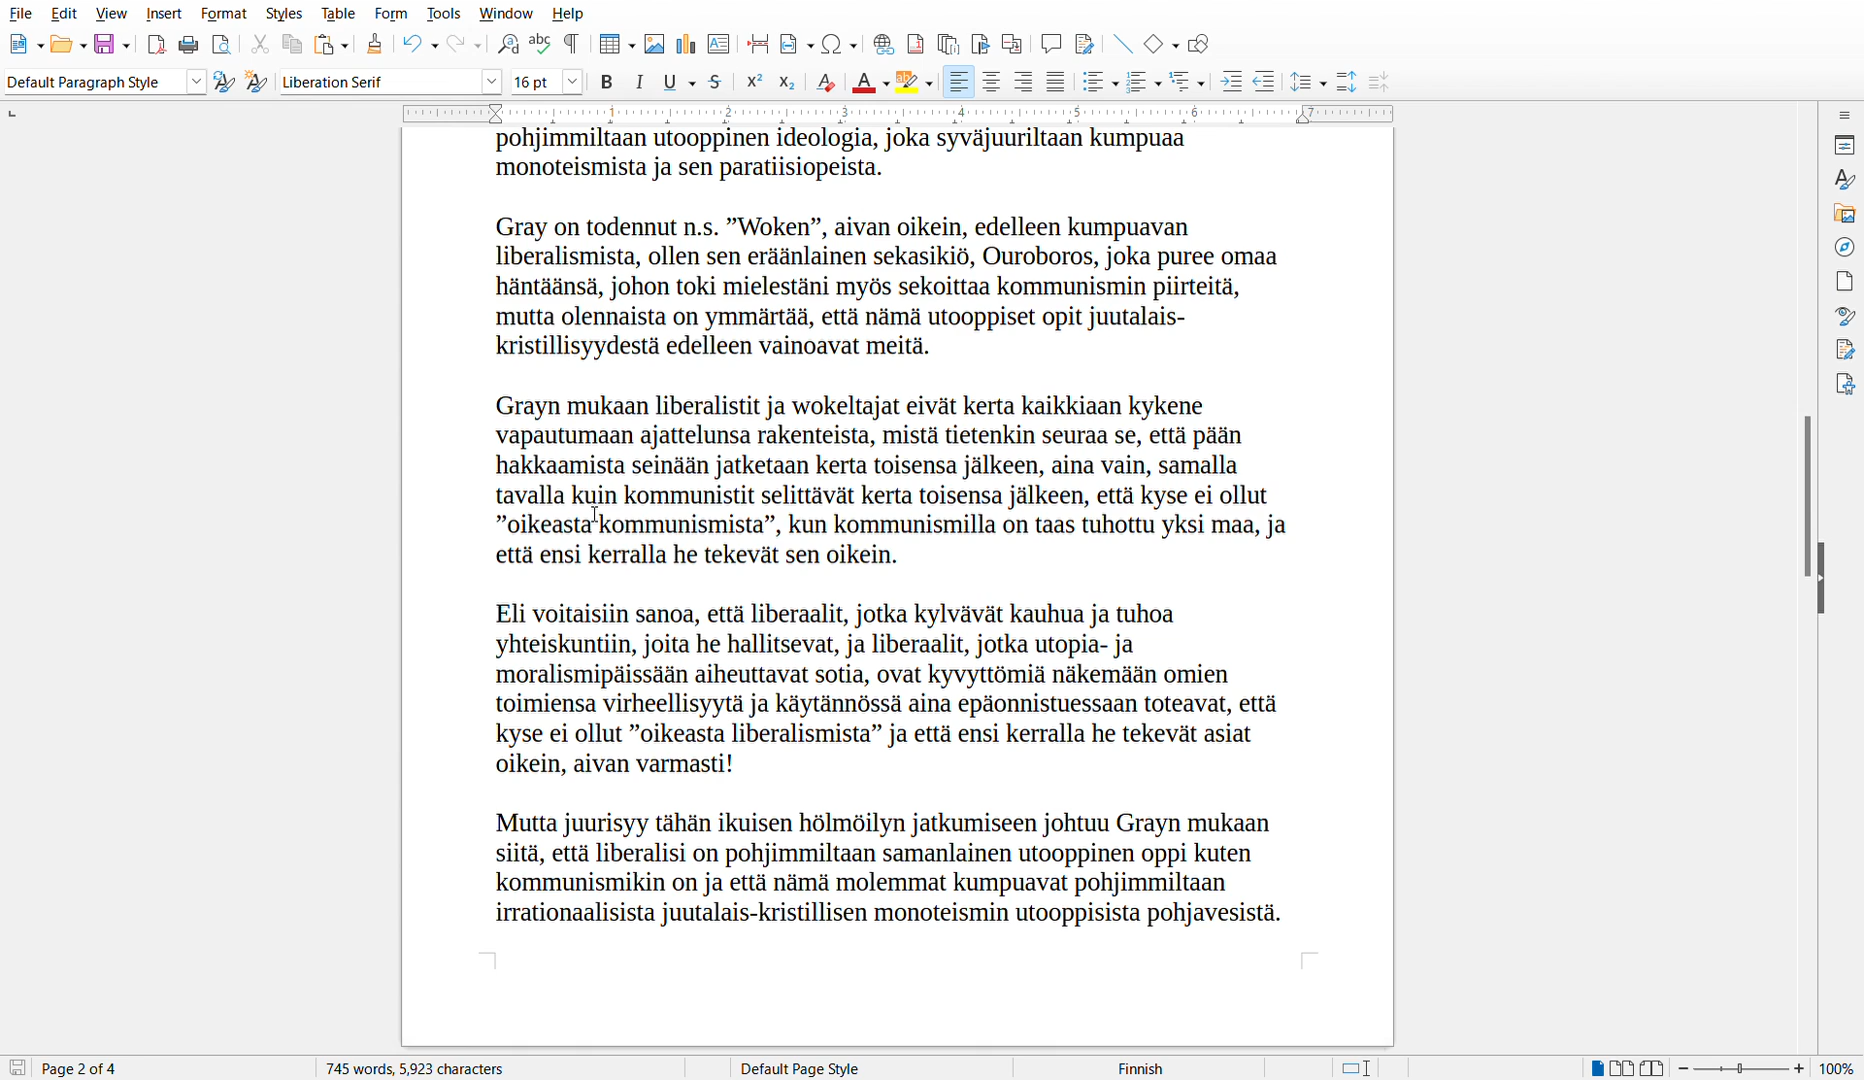 File Edit View Insert Format Styles Table Form Tools Window Help
Default Paragraph Style Liberation Serif 16 pt
1 2 3 4 5 6 7
pohjimmiltaan utooppinen ideologia, joka syväjuuriltaan kumpuaa
monoteismista ja sen paratiisiopeista.
Gray on todennut n.s. ”Woken”, aivan oikein, edelleen kumpuavan
liberalismista, ollen sen eräänlainen sekasikiö, Ouroboros, joka puree omaa
häntäänsä, johon toki mielestäni myös sekoittaa kommunismin piirteitä,
mutta olennaista on ymmärtää, että nämä utooppiset opit juutalais-
kristillisyydestä edelleen vainoavat meitä.
Grayn mukaan liberalistit ja wokeltajat eivät kerta kaikkiaan kykene
vapautumaan ajattelunsa rakenteista, mistä tietenkin seuraa se, että pään
hakkaamista seinään jatketaan kerta toisensa jälkeen, aina vain, samalla
tavalla kuin kommunistit selittävät kerta toisensa jälkeen, että kyse ei ollut
”oikeasta kommunismista”, kun kommunismilla on taas tuhottu yksi maa, ja
että ensi kerralla he tekevät sen oikein.
Eli voitaisiin sanoa, että liberaalit, jotka kylvävät kauhua ja tuhoa
yhteiskuntiin, joita he hallitsevat, ja liberaalit, jotka utopia- ja
moralismipäissään aiheuttavat sotia, ovat kyvyttömiä näkemään omien
toimiensa virheellisyytä ja käytännössä aina epäonnistuessaan toteavat, että
kyse ei ollut ”oikeasta liberalismista” ja että ensi kerralla he tekevät asiat
oikein, aivan varmasti!
Mutta juurisyy tähän ikuisen hölmöilyn jatkumiseen johtuu Grayn mukaan
siitä, että liberalisi on pohjimmiltaan samanlainen utooppinen oppi kuten
kommunismikin on ja että nämä molemmat kumpuavat pohjimmiltaan
irrationaalisista juutalais-kristillisen monoteismin utooppisista pohjavesistä.
Page 2 of 4 745 words, 5,923 characters Default Page Style Finnish 100%